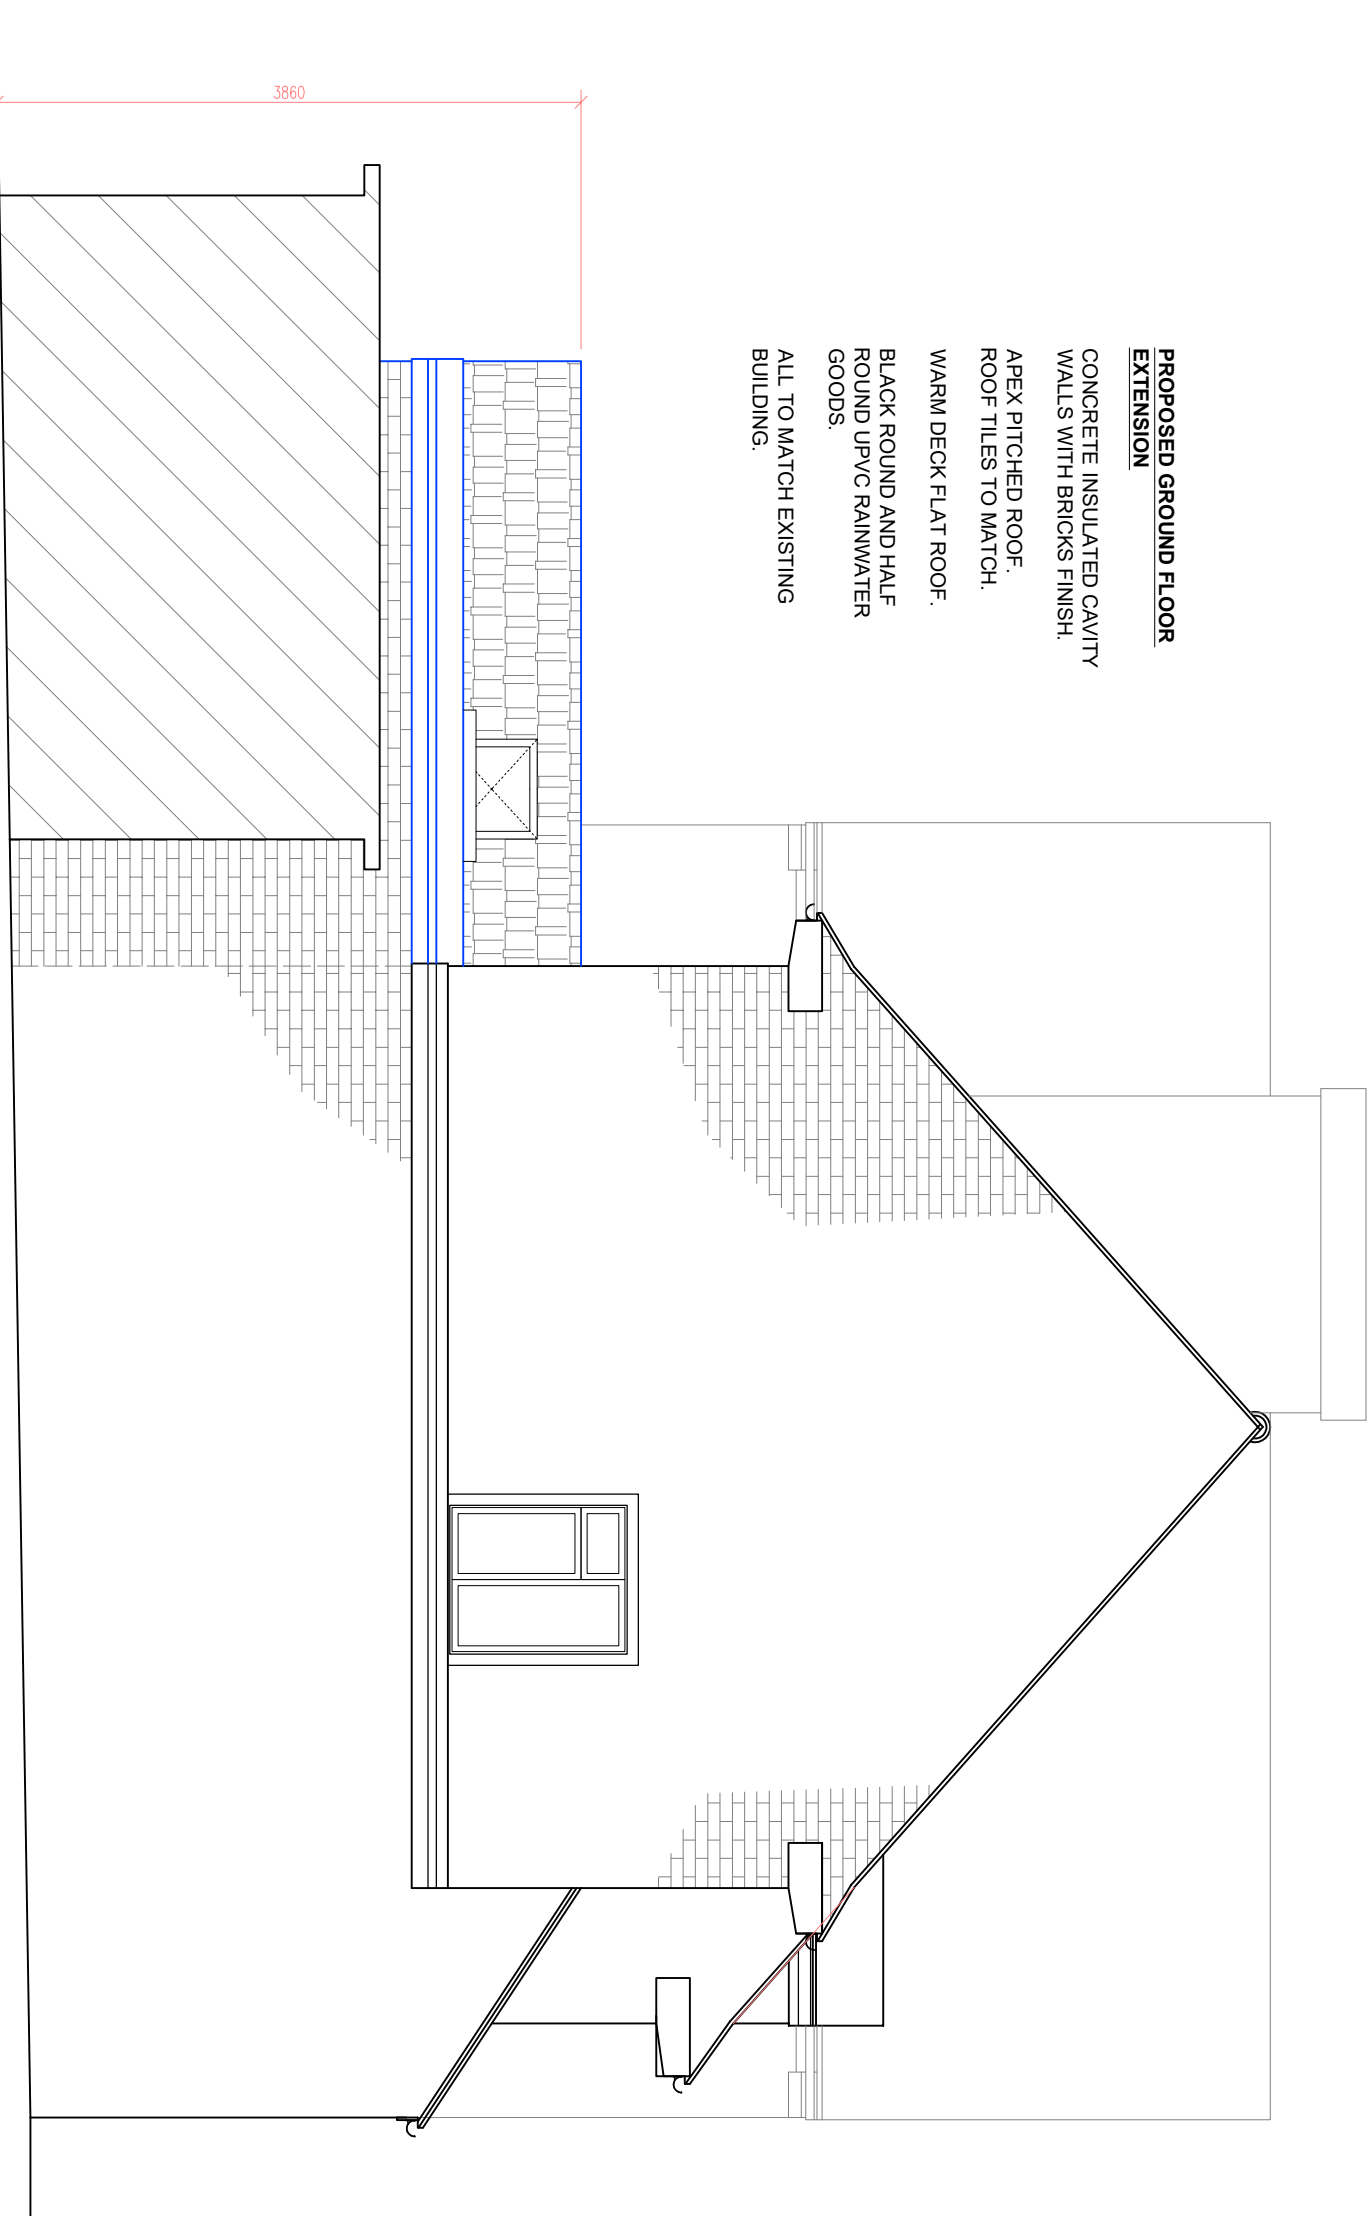 3860
PROPOSED GROUND FLOOR
EXTENSION
CONCRETE INSULATED CAVITY
WALLS WITH BRICKS FINISH.
APEX PITCHED ROOF.
ROOF TILES TO MATCH.
WARM DECK FLAT ROOF.
BLACK ROUND AND HALF
ROUND UPVC RAINWATER
GOODS.
ALL TO MATCH EXISTING
BUILDING.